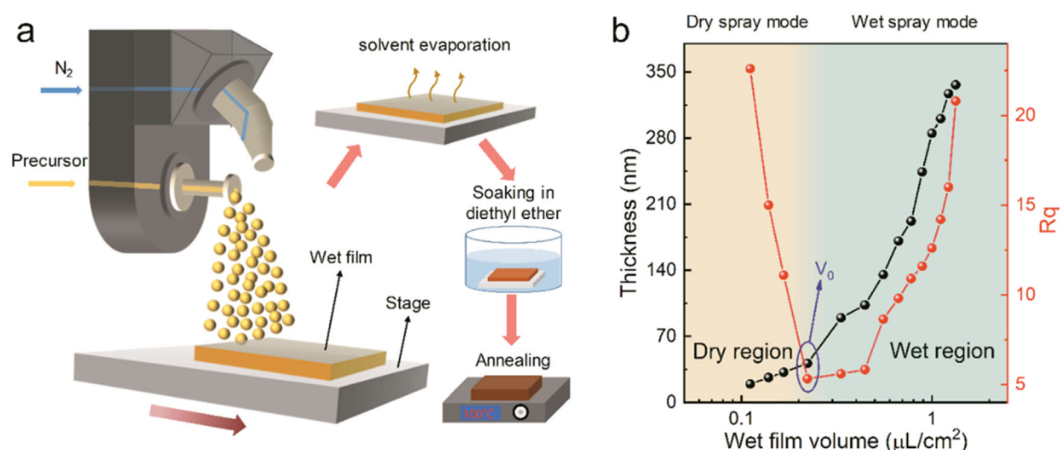 a
N₂
Precursor
solvent evaporation
Soaking in
diethyl ether
Wet film
Stage
Annealing
100℃
b
Dry spray mode
Wet spray mode
350
280
210
140
70
0
Thickness (nm)
V₀
Dry region
Wet region
20
15
10
5
Rq
0.1
1
Wet film volume (μL/cm²)